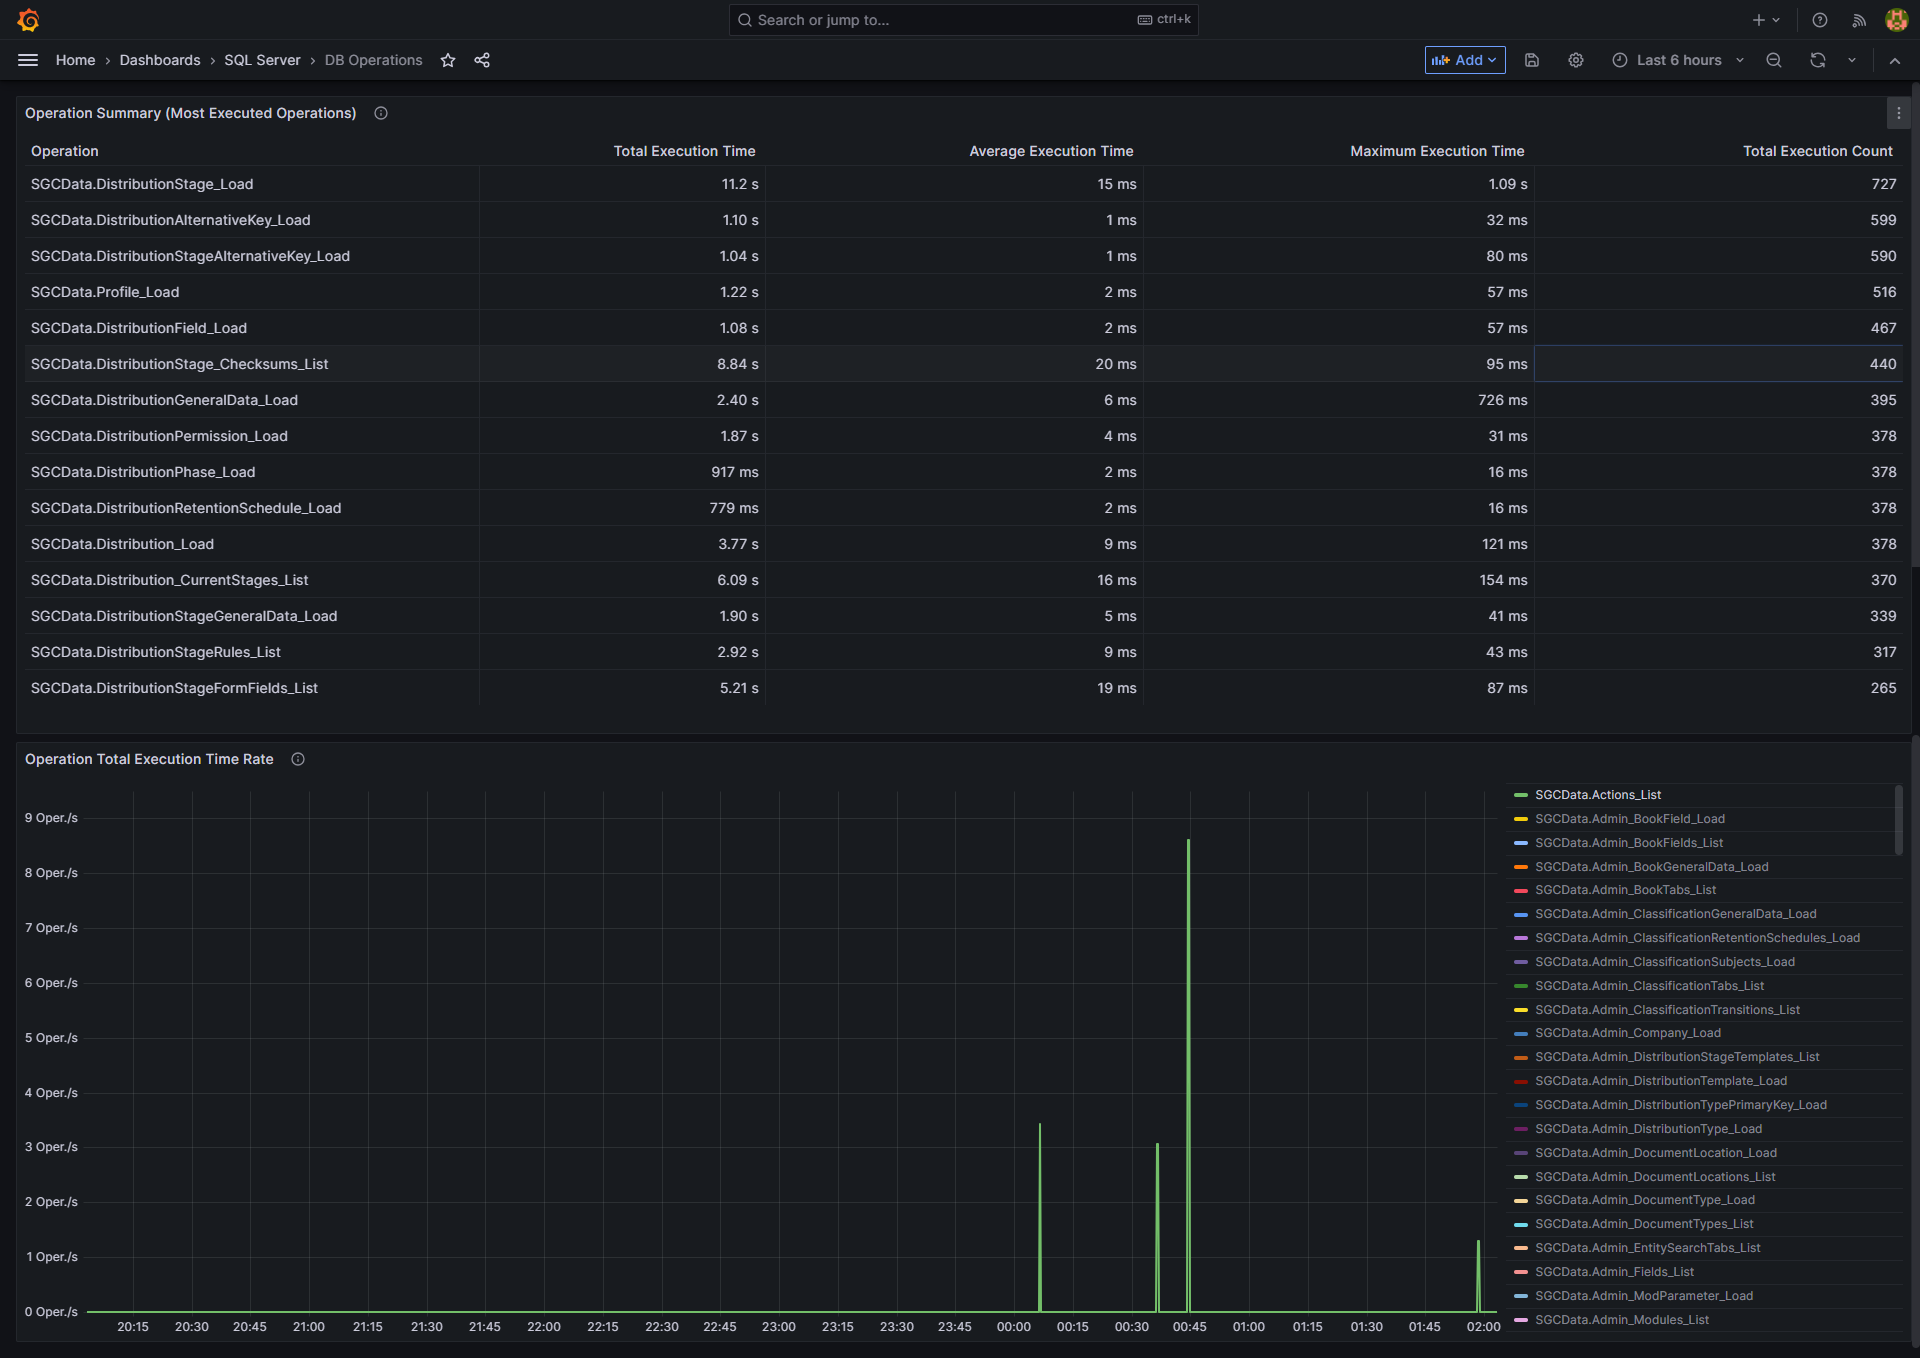 Search or jump to... ctrl+k
Home › Dashboards › SQL Server › DB Operations Add Last 6 hours
Operation Summary (Most Executed Operations)
Operation Total Execution Time Average Execution Time Maximum Execution Time Total Execution Count
SGCData.DistributionStage_Load 11.2 s 15 ms 1.09 s 727
SGCData.DistributionAlternativeKey_Load 1.10 s 1 ms 32 ms 599
SGCData.DistributionStageAlternativeKey_Load 1.04 s 1 ms 80 ms 590
SGCData.Profile_Load 1.22 s 2 ms 57 ms 516
SGCData.DistributionField_Load 1.08 s 2 ms 57 ms 467
SGCData.DistributionStage_Checksums_List 8.84 s 20 ms 95 ms 440
SGCData.DistributionGeneralData_Load 2.40 s 6 ms 726 ms 395
SGCData.DistributionPermission_Load 1.87 s 4 ms 31 ms 378
SGCData.DistributionPhase_Load 917 ms 2 ms 16 ms 378
SGCData.DistributionRetentionSchedule_Load 779 ms 2 ms 16 ms 378
SGCData.Distribution_Load 3.77 s 9 ms 121 ms 378
SGCData.Distribution_CurrentStages_List 6.09 s 16 ms 154 ms 370
SGCData.DistributionStageGeneralData_Load 1.90 s 5 ms 41 ms 339
SGCData.DistributionStageRules_List 2.92 s 9 ms 43 ms 317
SGCData.DistributionStageFormFields_List 5.21 s 19 ms 87 ms 265
Operation Total Execution Time Rate
9 Oper./s
8 Oper./s
7 Oper./s
6 Oper./s
5 Oper./s
4 Oper./s
3 Oper./s
2 Oper./s
1 Oper./s
0 Oper./s
20:15 20:30 20:45 21:00 21:15 21:30 21:45 22:00 22:15 22:30 22:45 23:00 23:15 23:30 23:45 00:00 00:15 00:30 00:45 01:00 01:15 01:30 01:45 02:00
SGCData.Actions_List
SGCData.Admin_BookField_Load
SGCData.Admin_BookFields_List
SGCData.Admin_BookGeneralData_Load
SGCData.Admin_BookTabs_List
SGCData.Admin_ClassificationGeneralData_Load
SGCData.Admin_ClassificationRetentionSchedules_Load
SGCData.Admin_ClassificationSubjects_Load
SGCData.Admin_ClassificationTabs_List
SGCData.Admin_ClassificationTransitions_List
SGCData.Admin_Company_Load
SGCData.Admin_DistributionStageTemplates_List
SGCData.Admin_DistributionTemplate_Load
SGCData.Admin_DistributionTypePrimaryKey_Load
SGCData.Admin_DistributionType_Load
SGCData.Admin_DocumentLocation_Load
SGCData.Admin_DocumentLocations_List
SGCData.Admin_DocumentType_Load
SGCData.Admin_DocumentTypes_List
SGCData.Admin_EntitySearchTabs_List
SGCData.Admin_Fields_List
SGCData.Admin_ModParameter_Load
SGCData.Admin_Modules_List